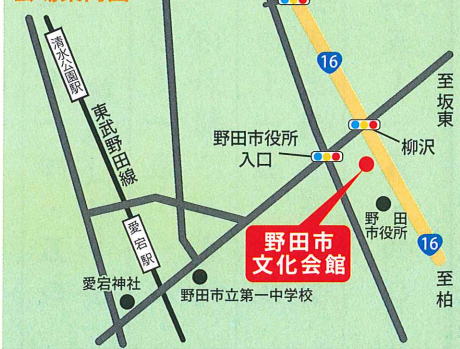 清水公園駅
16
至坂東
東武野田線
野田市役所
入口
柳沢
愛宕駅
野田市
文化会館
野田
市役所
16
愛宕神社
野田市立第一中学校
至柏